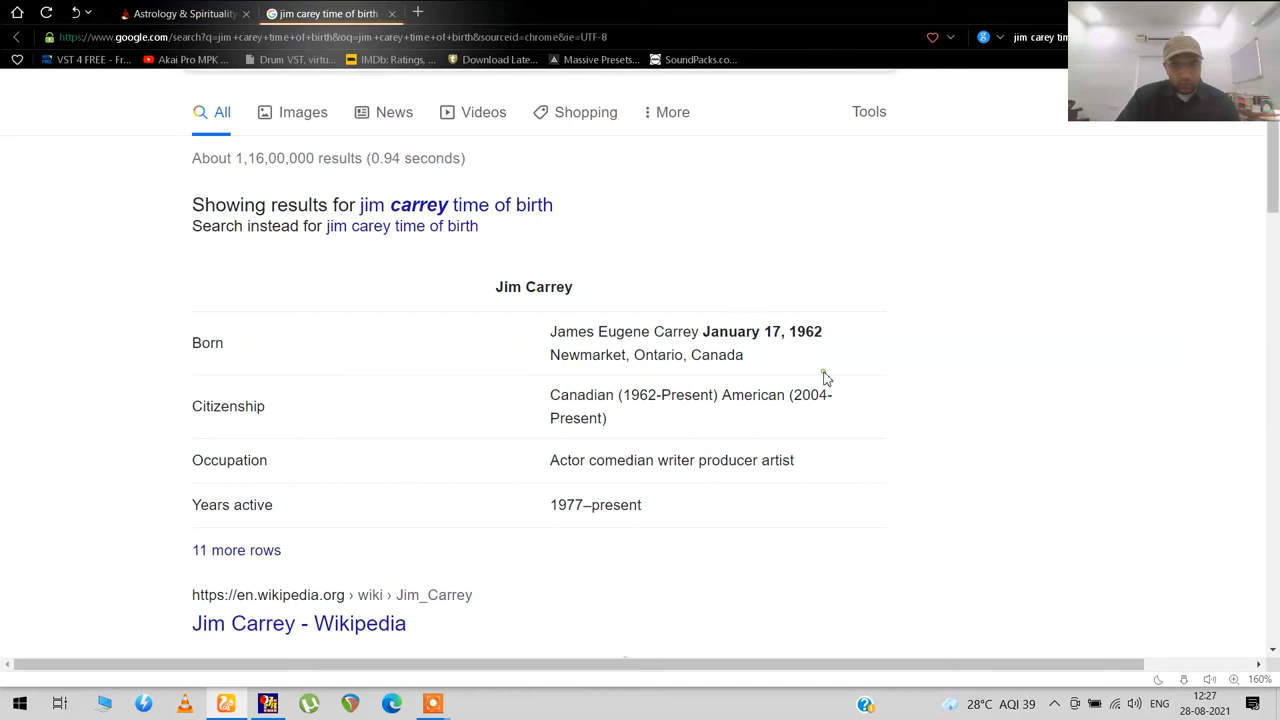 Astrology & Spirituality
jim carey time of birth
https://www.google.com/search?q=jim+carey+time+of+birth&oq=jim+carey+time+of+birth&sourceid=chrome&ie=UTF-8
jim carey tim
VST 4 FREE - Fr...
Akai Pro MPK ...
Drum VST, virtu...
IMDb: Ratings, ...
Download Late...
Massive Presets...
SoundPacks.co...
All
Images
News
Videos
Shopping
More
Tools
About 1,16,00,000 results (0.94 seconds)
Showing results for jim carrey time of birth
Search instead for jim carey time of birth
Jim Carrey
Born
James Eugene Carrey January 17, 1962
Newmarket, Ontario, Canada
Citizenship
Canadian (1962-Present) American (2004-
Present)
Occupation
Actor comedian writer producer artist
Years active
1977–present
11 more rows
https://en.wikipedia.org › wiki › Jim_Carrey
Jim Carrey - Wikipedia
160%
28°C AQI 39
ENG
12:27
28-08-2021